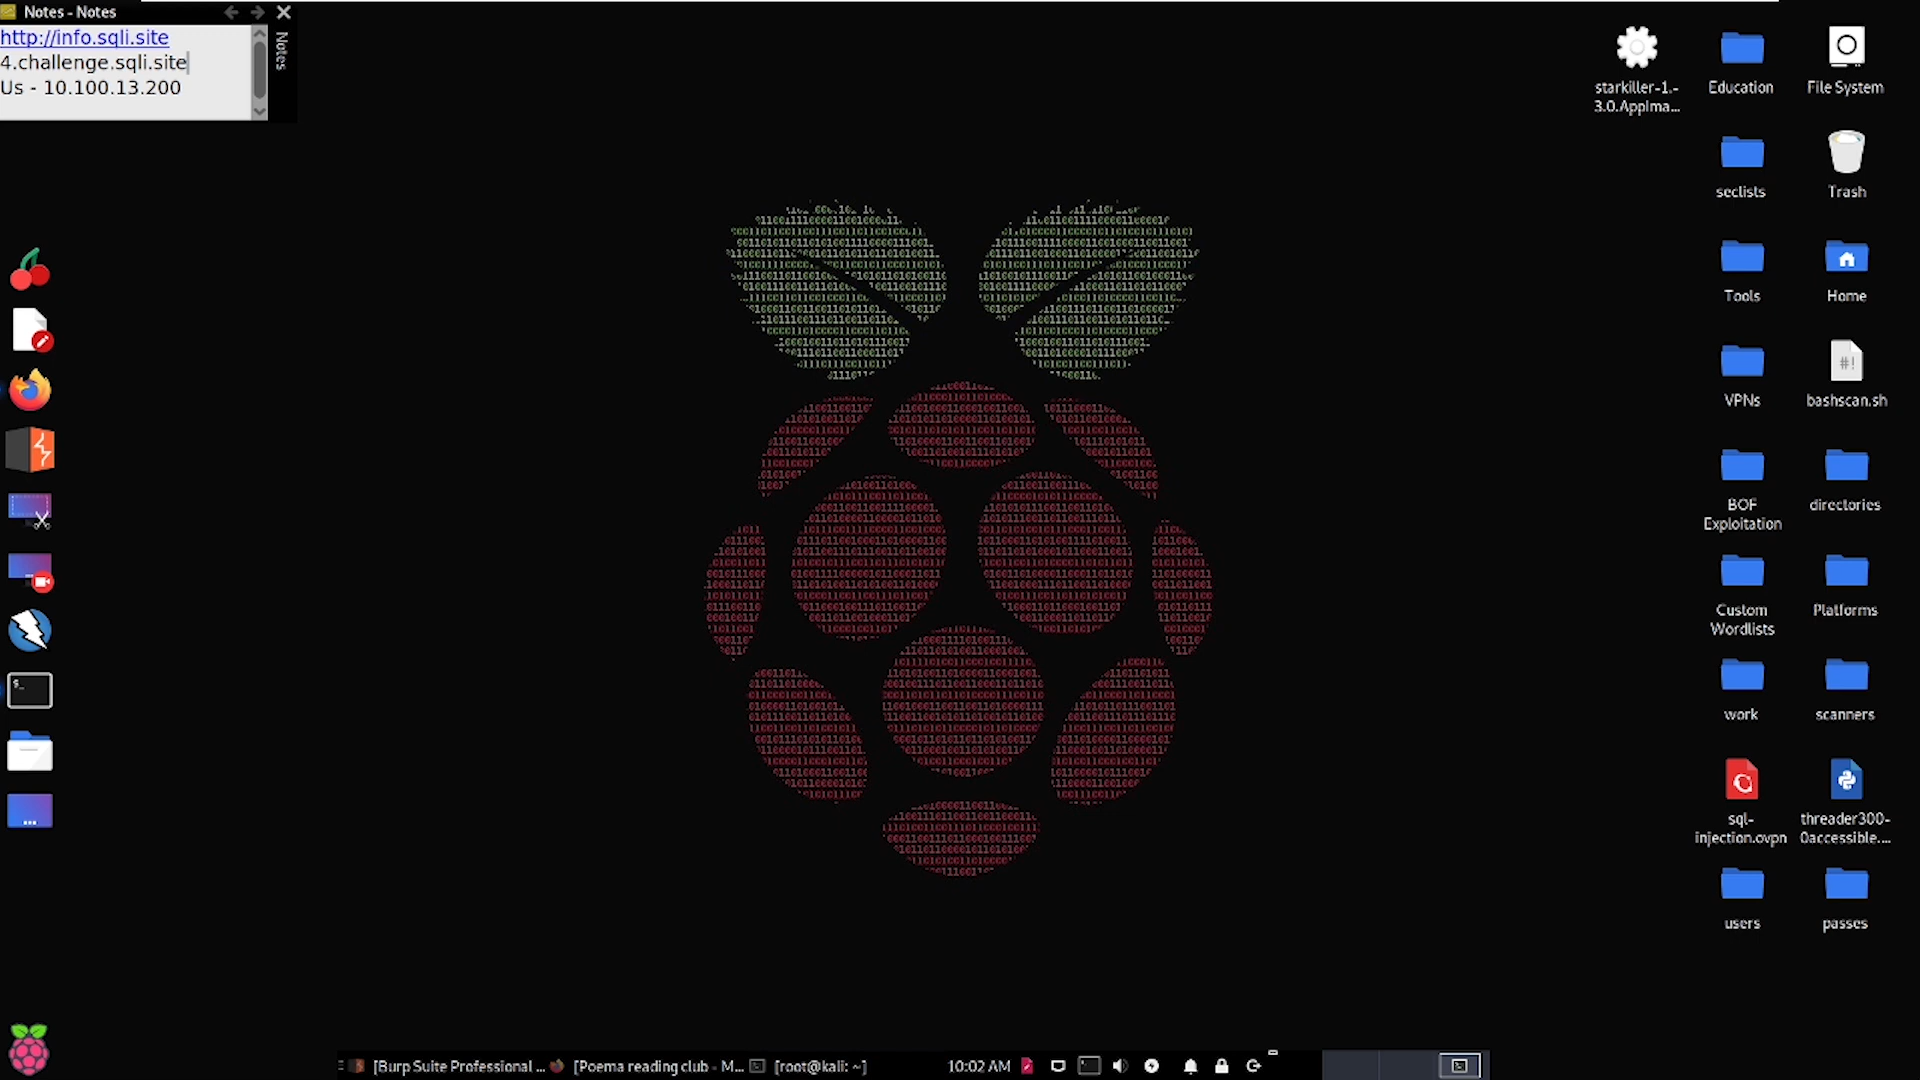 Notes - Notes
http://info.sqli.site
4.challenge.sqli.site
Us - 10.100.13.200
Notes
starkiller-1.-
3.0.AppIma...
Education
File System
seclists
Trash
Tools
Home
#!
VPNs
bashscan.sh
BOF
Exploitation
directories
Custom
Wordlists
Platforms
work
scanners
sql-
injection.ovpn
threader300-
0accessible....
users
passes
[Burp Suite Professional ...
[Poema reading club - M...
[root@kali: ~]
10:02 AM